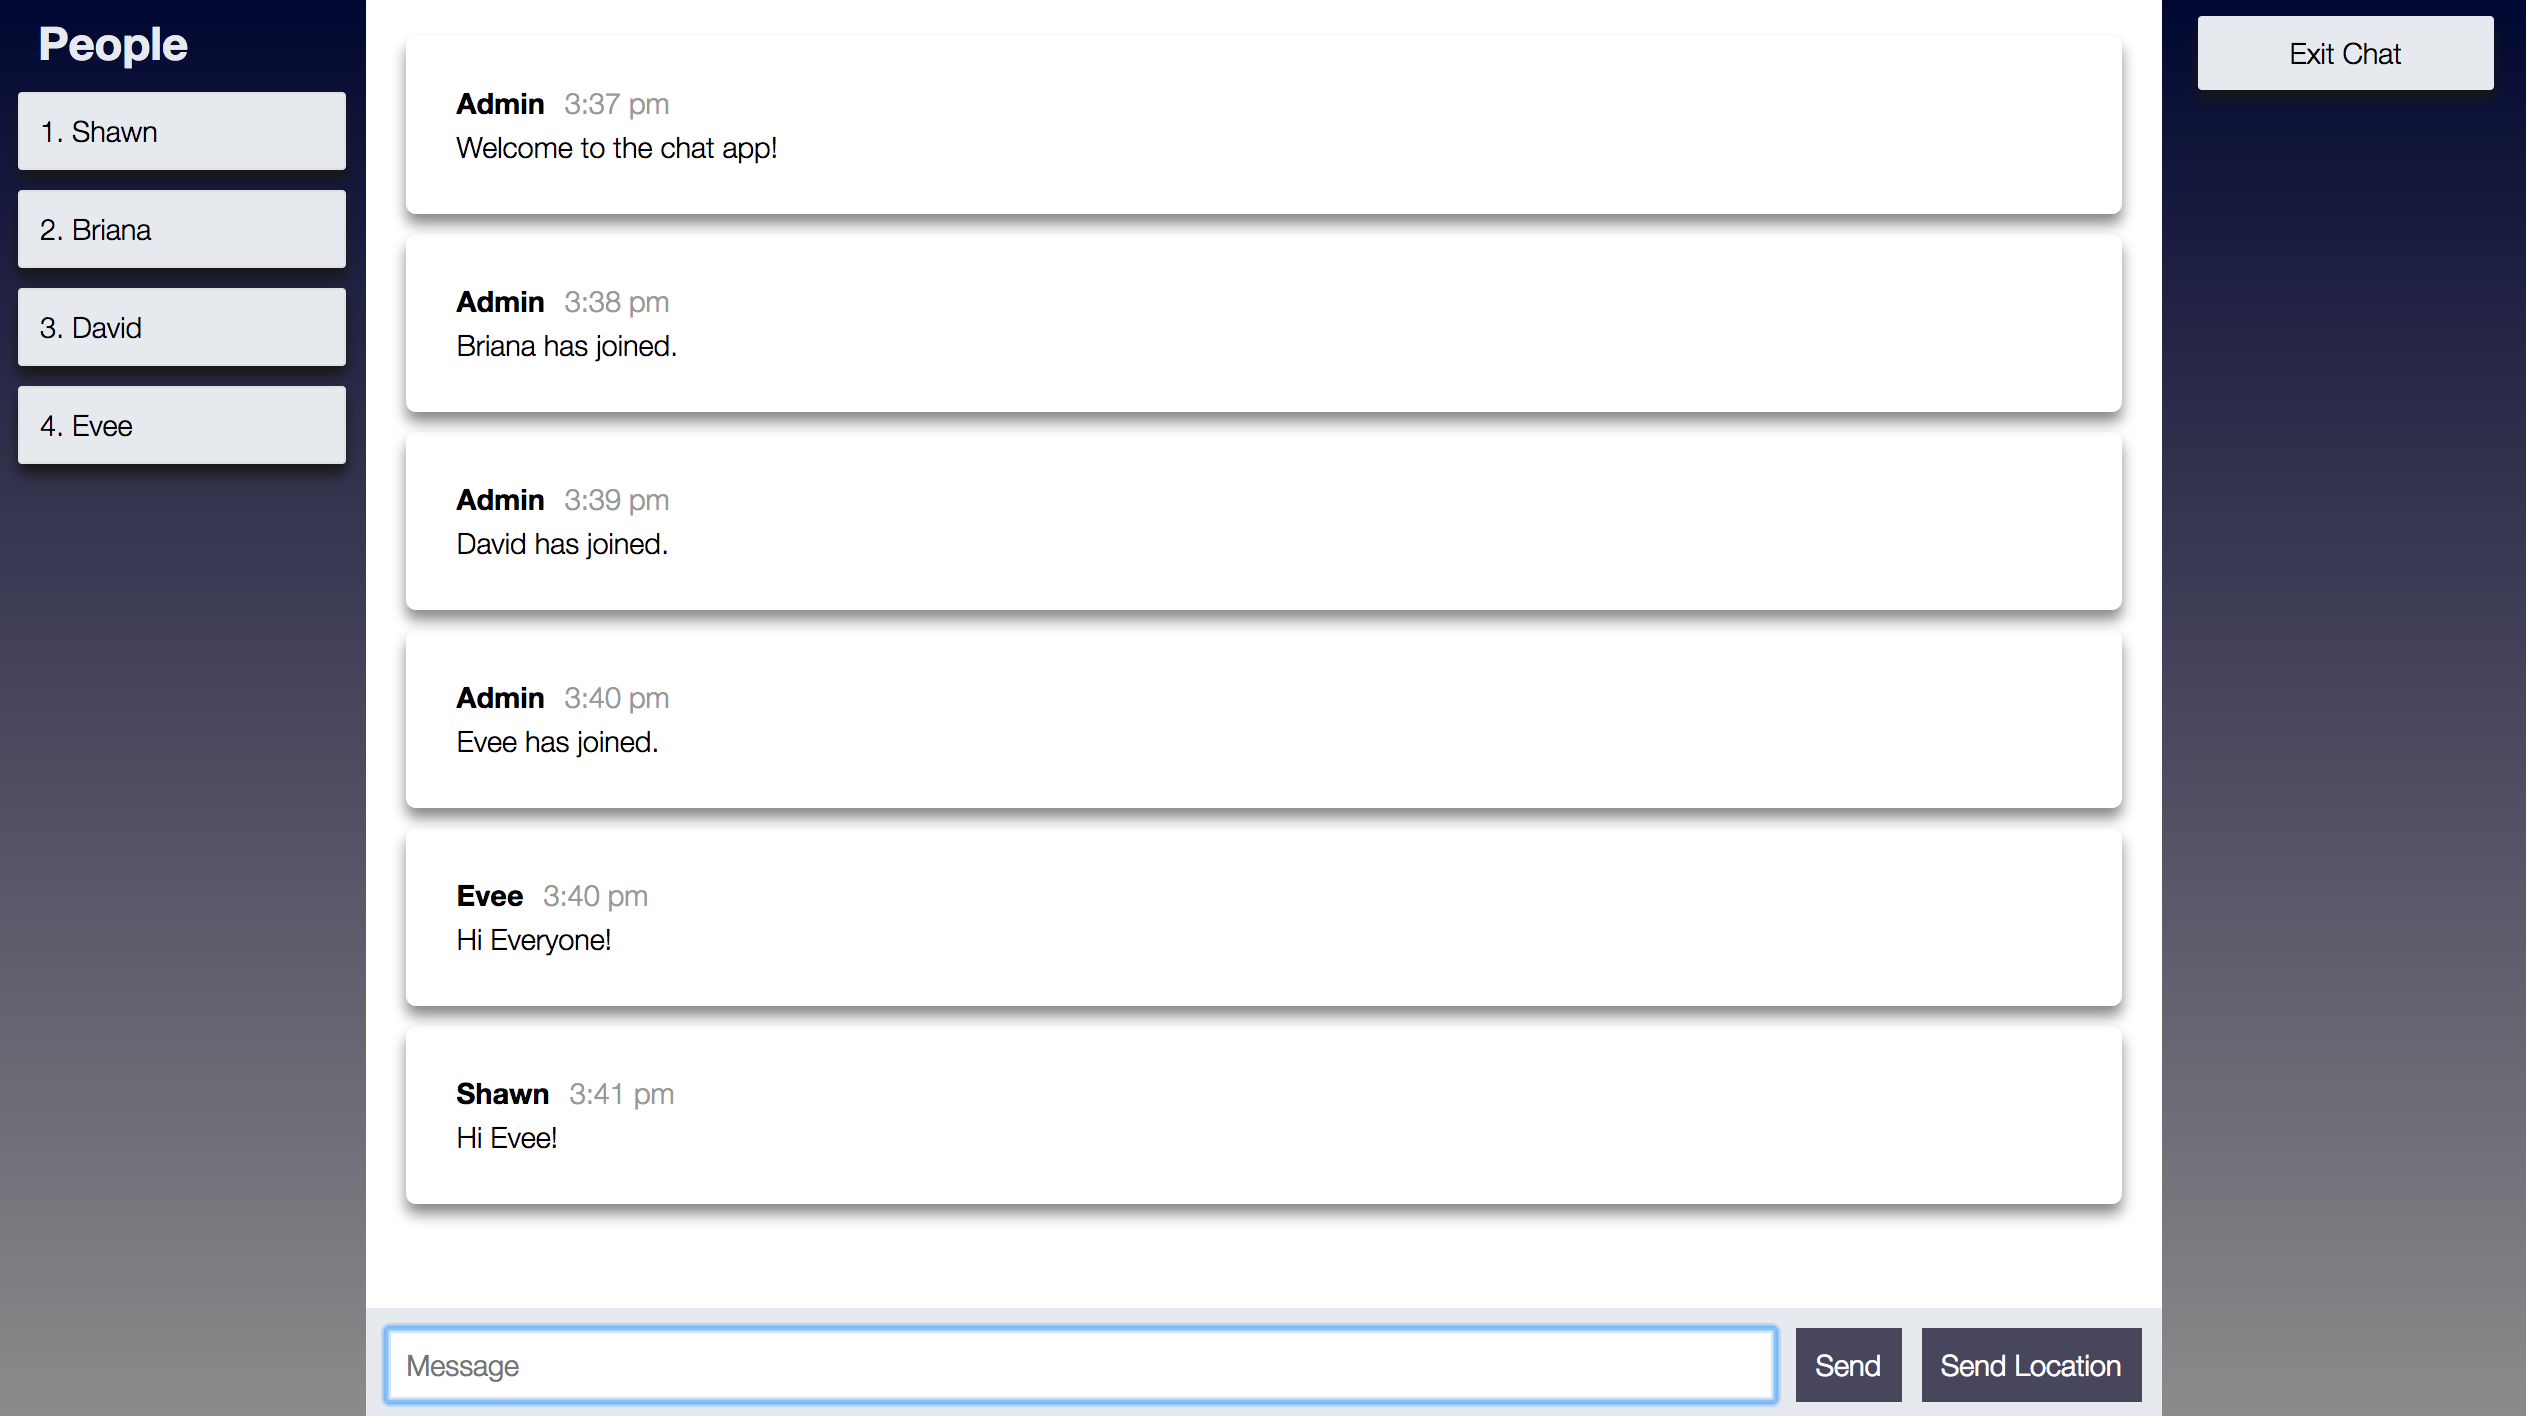 People
1. Shawn
2. Briana
3. David
4. Evee
Admin 3:37 pm
Welcome to the chat app!
Admin 3:38 pm
Briana has joined.
Admin 3:39 pm
David has joined.
Admin 3:40 pm
Evee has joined.
Evee 3:40 pm
Hi Everyone!
Shawn 3:41 pm
Hi Evee!
Message
Send
Send Location
Exit Chat